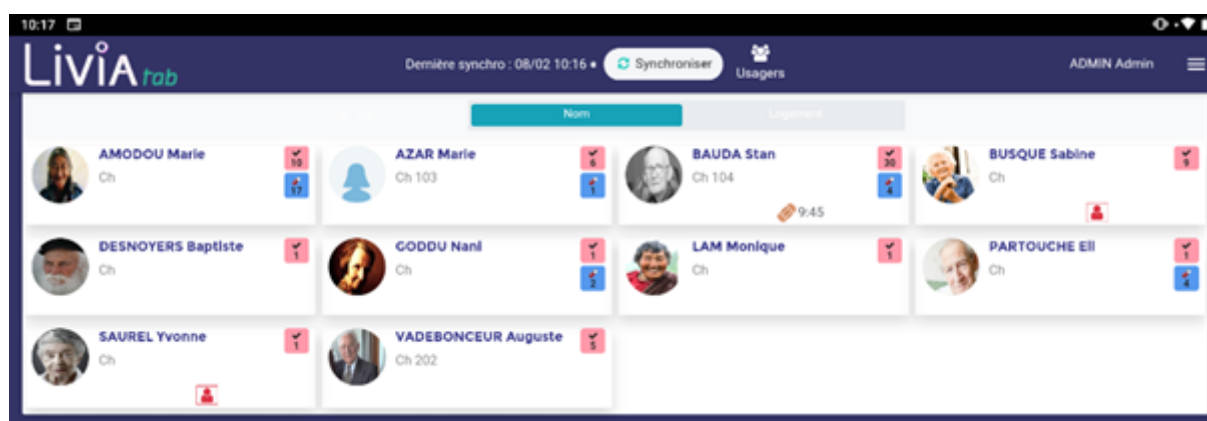 10:17
LiviA tab
Dernière synchro : 08/02 10:16 • Synchroniser
Usagers
ADMIN Admin
Nom
Logement
AMODOU Marie
Ch
10
17
AZAR Marie
Ch 103
6
1
BAUDA Stan
Ch 104
30
4
9:45
BUSQUE Sabine
Ch
9
DESNOYERS Baptiste
Ch
1
GODDU Nani
Ch
1
2
LAM Monique
Ch
1
PARTOUCHE Eli
Ch
1
4
SAUREL Yvonne
Ch
1
VADEBONCEUR Auguste
Ch 202
5